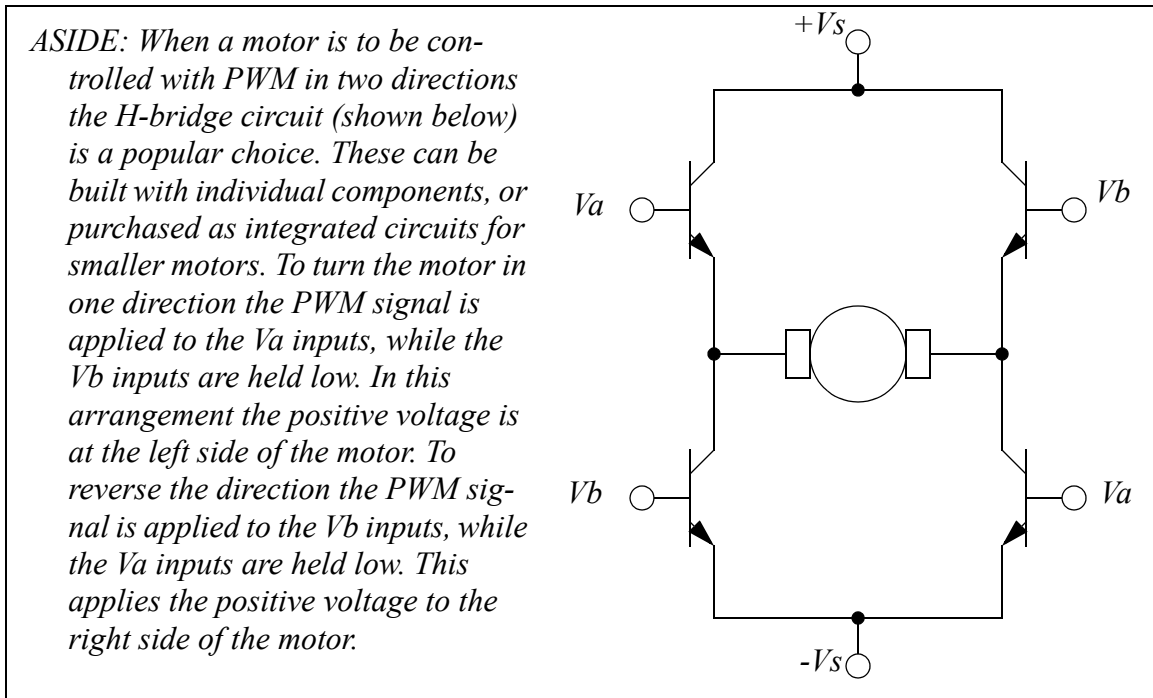 ASIDE: When a motor is to be con-
trolled with PWM in two directions
the H-bridge circuit (shown below)
is a popular choice. These can be
built with individual components, or
purchased as integrated circuits for
smaller motors. To turn the motor in
one direction the PWM signal is
applied to the Va inputs, while the
Vb inputs are held low. In this
arrangement the positive voltage is
at the left side of the motor. To
reverse the direction the PWM sig-
nal is applied to the Vb inputs, while
the Va inputs are held low. This
applies the positive voltage to the
right side of the motor.
+Vs
Va
Vb
Vb
Va
-Vs